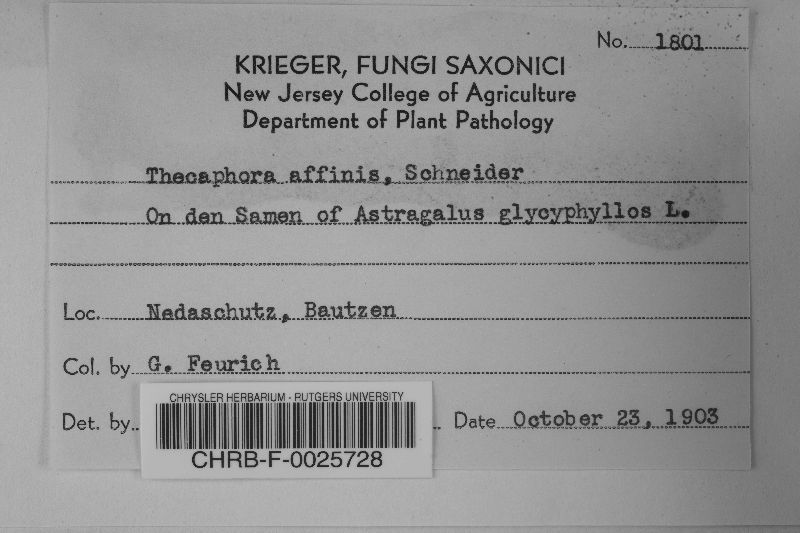 No. 1801
KRIEGER, FUNGI SAXONICI
New Jersey College of Agriculture
Department of Plant Pathology
Thecaphora affinis, Schneider
On den Samen of Astragalus glycyphyllos L.
Loc. Nedaschutz, Bautzen
Col. by G. Feurich
Det. by Date October 23, 1903
CHRYSLER HERBARIUM - RUTGERS UNIVERSITY
CHRB-F-0025728